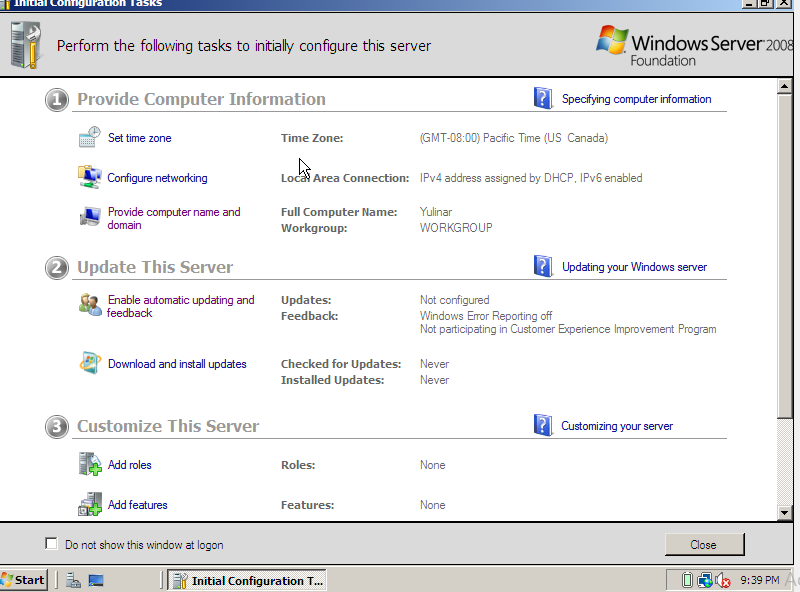 Initial Configuration Tasks
Perform the following tasks to initially configure this server
Windows Server 2008
Foundation
1 Provide Computer Information
Specifying computer information
Set time zone
Time Zone:
(GMT-08:00) Pacific Time (US Canada)
Configure networking
Local Area Connection:
IPv4 address assigned by DHCP, IPv6 enabled
Provide computer name and
domain
Full Computer Name:
Yulinar
Workgroup:
WORKGROUP
2 Update This Server
Updating your Windows server
Enable automatic updating and
feedback
Updates:
Not configured
Feedback:
Windows Error Reporting off
Not participating in Customer Experience Improvement Program
Download and install updates
Checked for Updates:
Never
Installed Updates:
Never
3 Customize This Server
Customizing your server
Add roles
Roles:
None
Add features
Features:
None
Do not show this window at logon
Close
Start
Initial Configuration T...
9:39 PM